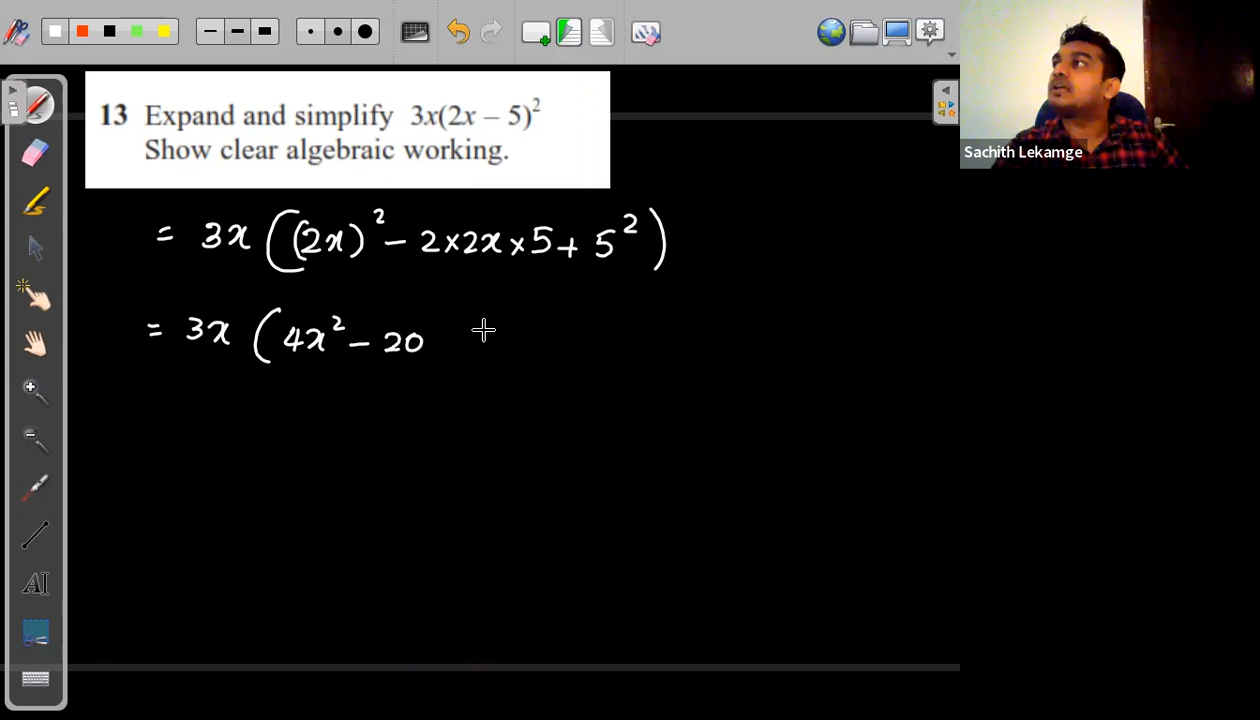 13 Expand and simplify 3x(2x – 5)²
Show clear algebraic working.
Sachith Lekamge
= 3x ((2x)² – 2×2x×5 + 5²)
= 3x (4x² – 20
AI